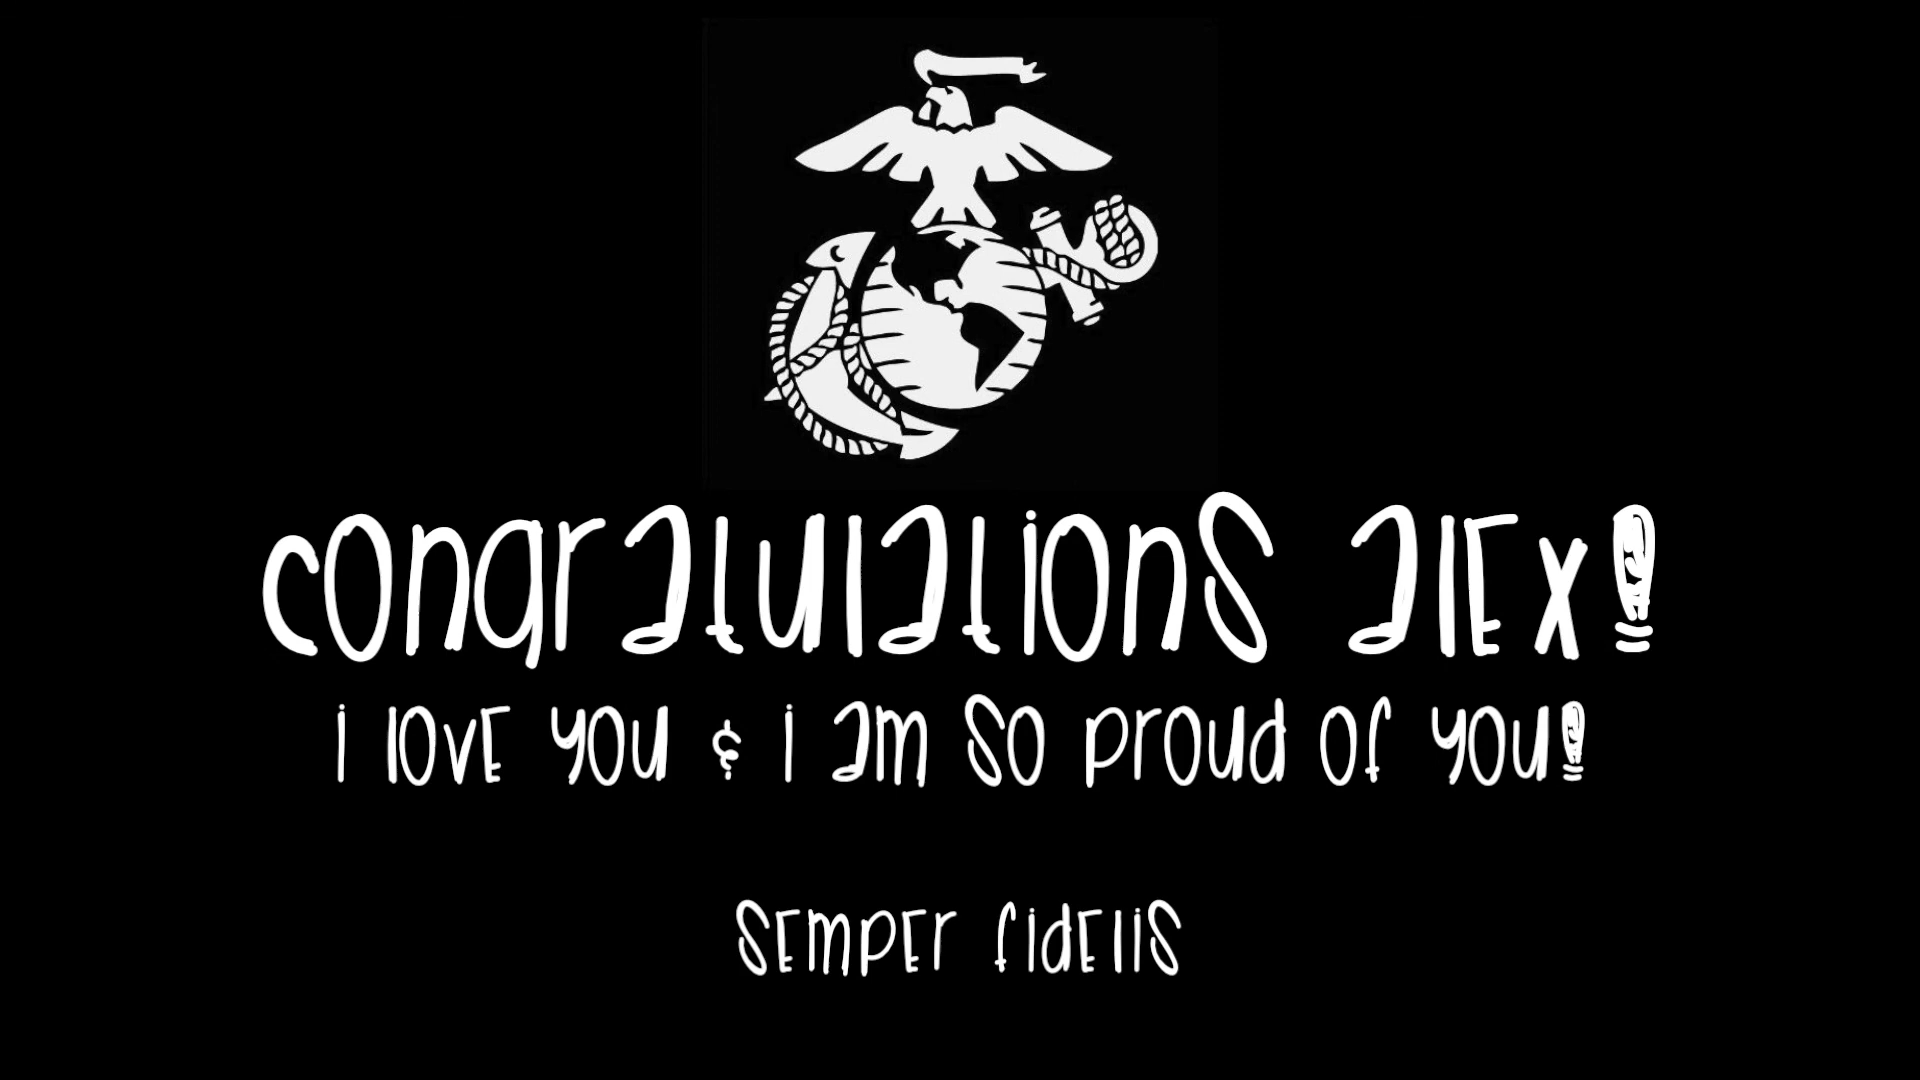 congratulations alex!
i love you & i am so proud of you!
semper fidelis